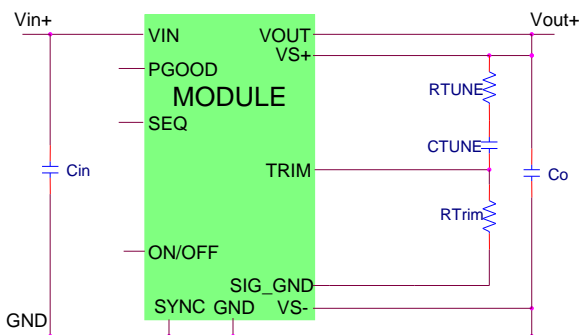 Vin+
Vout+
VIN
VOUT
VS+
PGOOD
RTUNE
MODULE
SEQ
CTUNE
Cin
TRIM
Co
RTrim
ON/OFF
SIG_GND
GND
SYNC
GND
VS-